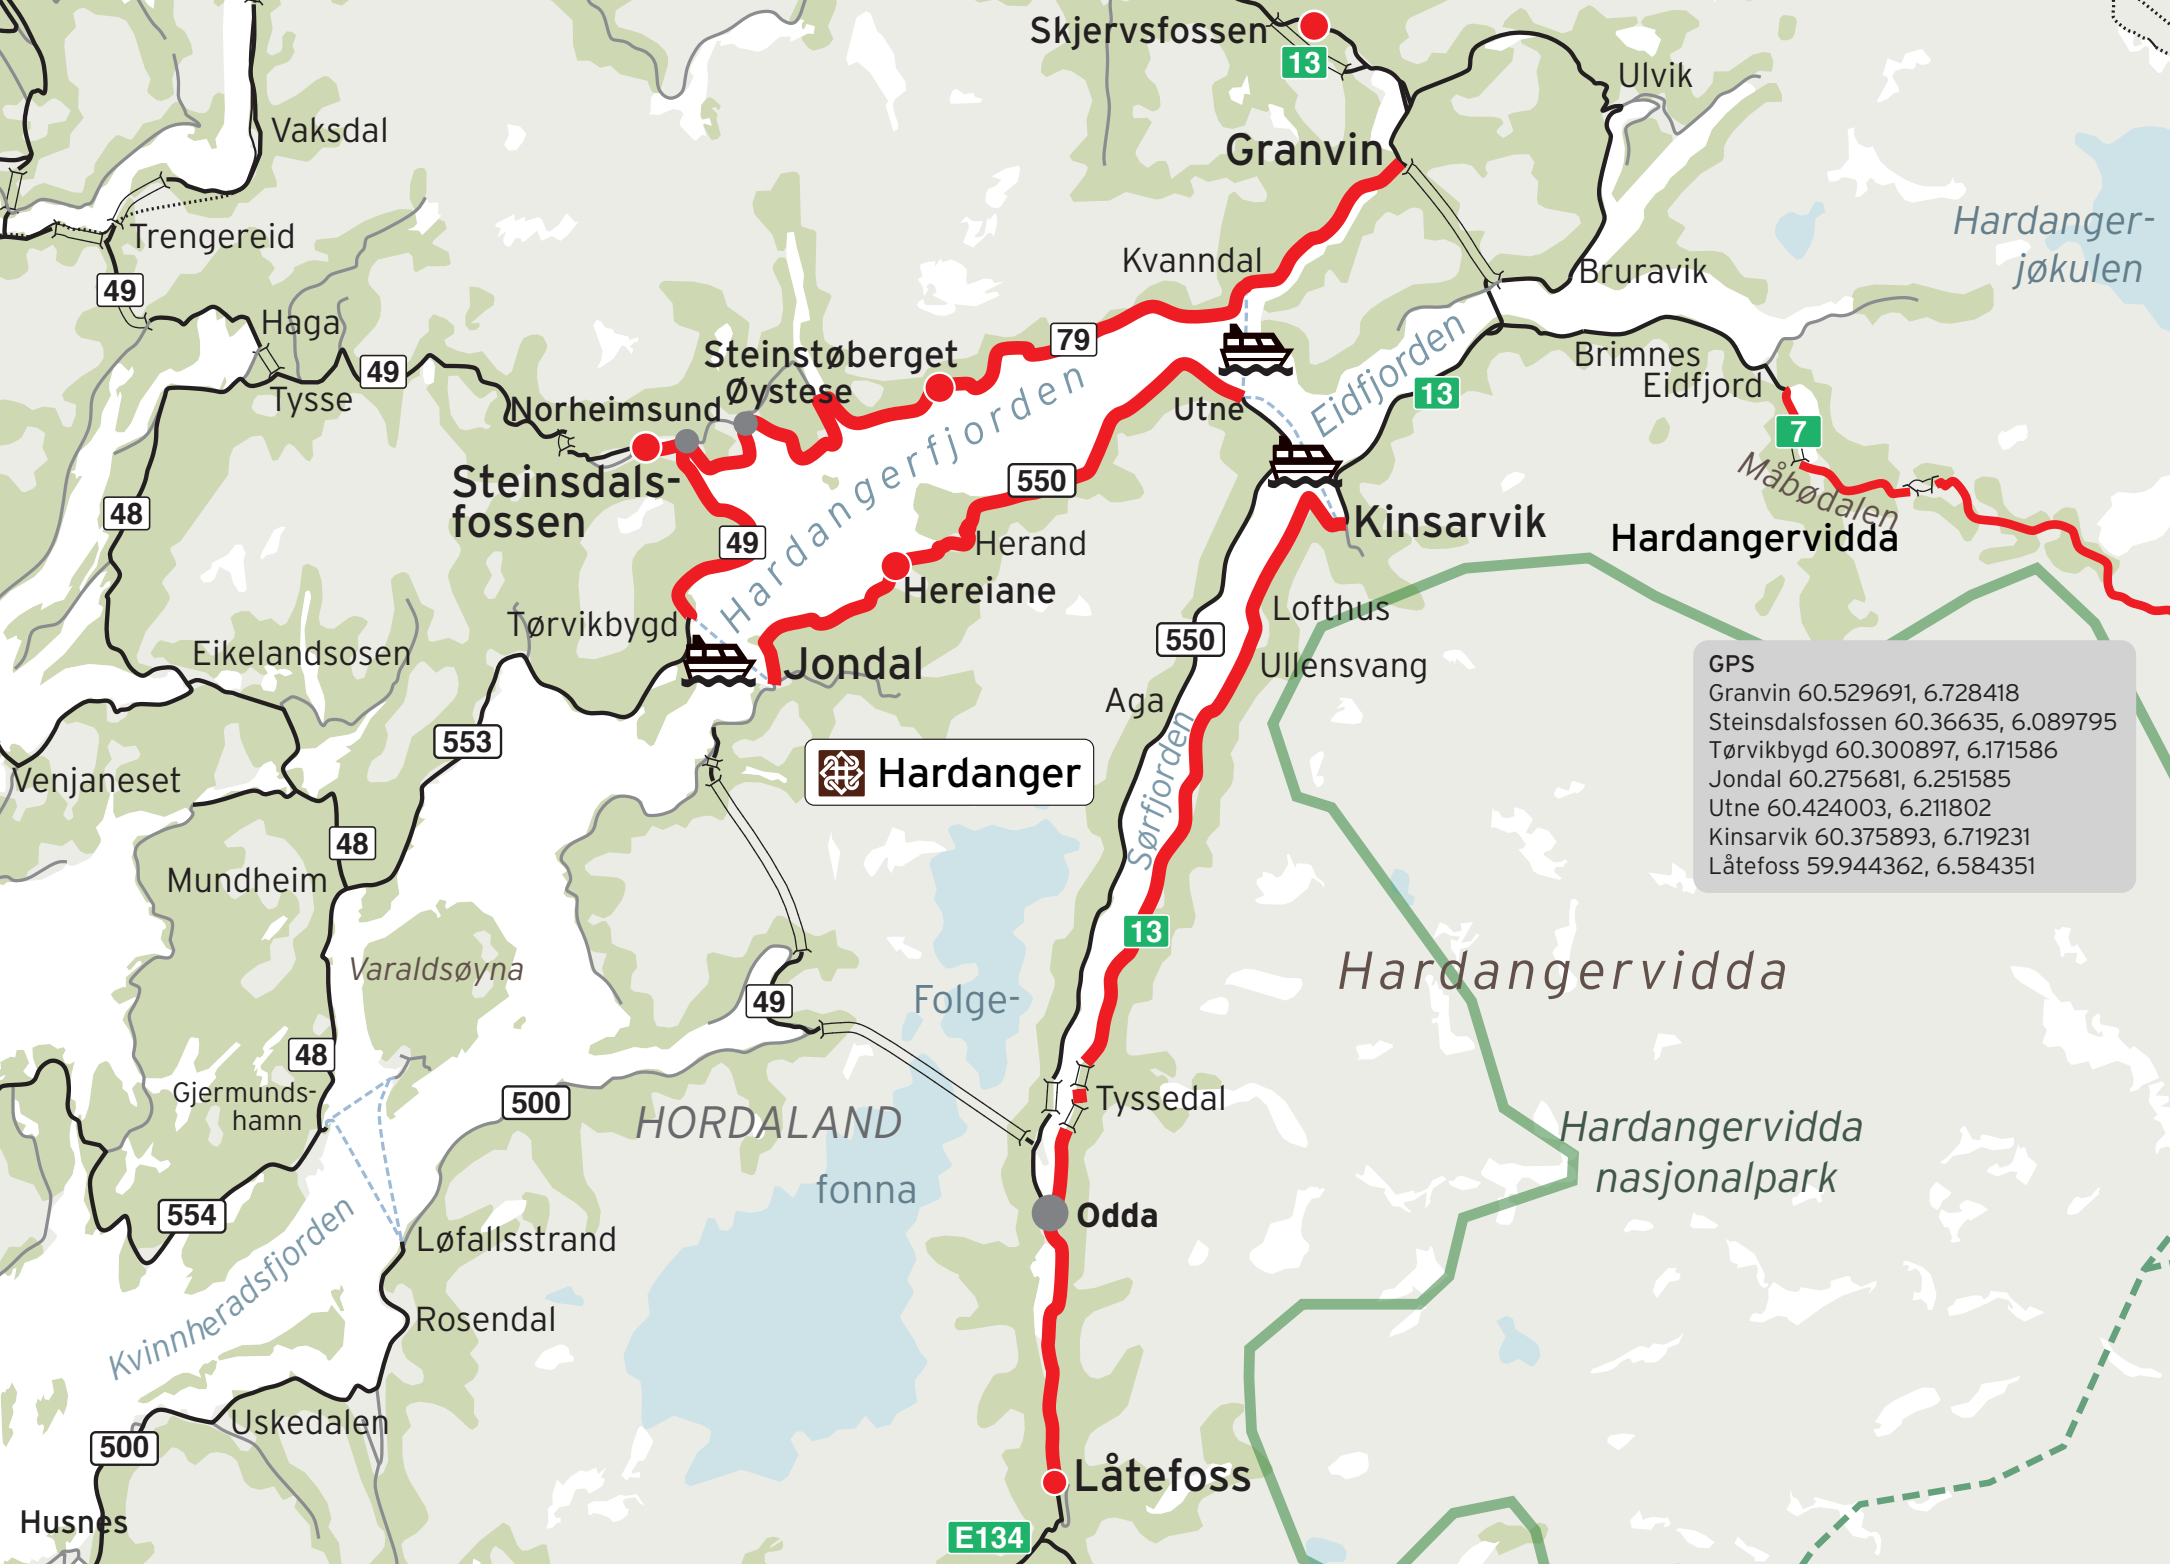 Skjervsfossen
13
Ulvik
Vaksdal
Granvin
Trengereid
Hardanger-
jøkulen
Kvanndal
Bruravik
49
Haga
79
Steinstøberget
Eidfjorden
Brimnes
Eidfjord
49
Tysse
Øystese
Norheimsund
Utne
13
7
Hardangerfjorden
Måbødalen
Steinsdals-
fossen
550
48
49
Kinsarvik
Hardangervidda
Herand
Hereiane
Lofthus
Tørvikbygd
550
Eikelandsosen
Jondal
Ullensvang
GPS
Granvin 60.529691, 6.728418
Steinsdalsfossen 60.36635, 6.089795
Tørvikbygd 60.300897, 6.171586
Jondal 60.275681, 6.251585
Utne 60.424003, 6.211802
Kinsarvik 60.375893, 6.719231
Låtefoss 59.944362, 6.584351
Aga
553
Sørfjorden
Hardanger
Venjaneset
48
Mundheim
13
Varaldsøyna
Hardangervidda
49
Folge-
fonna
48
Gjermunds-
hamn
500
HORDALAND
Tyssedal
Hardangervidda
nasjonalpark
554
Odda
Løfallsstrand
Kvinnheradsfjorden
Rosendal
Uskedalen
500
Låtefoss
Husnes
E134